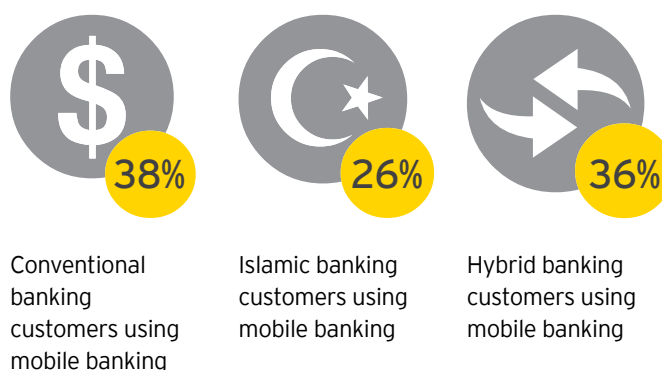 $
38%
26%
36%
Conventional
banking
customers using
mobile banking
Islamic banking
customers using
mobile banking
Hybrid banking
customers using
mobile banking